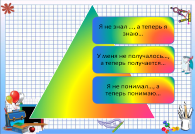 Я не знал …, а теперь я
знаю…
У меня не получалось…,
а теперь получается…
Я не понимал…, а
теперь понимаю…